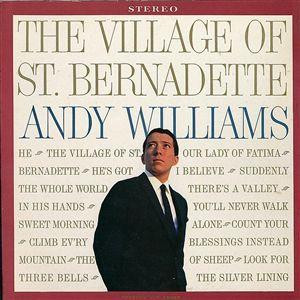 STEREO
THE VILLAGE OF
ST. BERNADETTE
ANDY WILLIAMS
HE THE VILLAGE OF ST. OUR LADY OF FATIMA
BERNADETTE HE'S GOT I BELIEVE SUDDENLY
THE WHOLE WORLD THERE'S A VALLEY
IN HIS HANDS YOU'LL NEVER WALK
SWEET MORNING ALONE COUNT YOUR
CLIMB EV'RY BLESSINGS INSTEAD
MOUNTAIN THE OF SHEEP LOOK FOR
THREE BELLS THE SILVER LINING